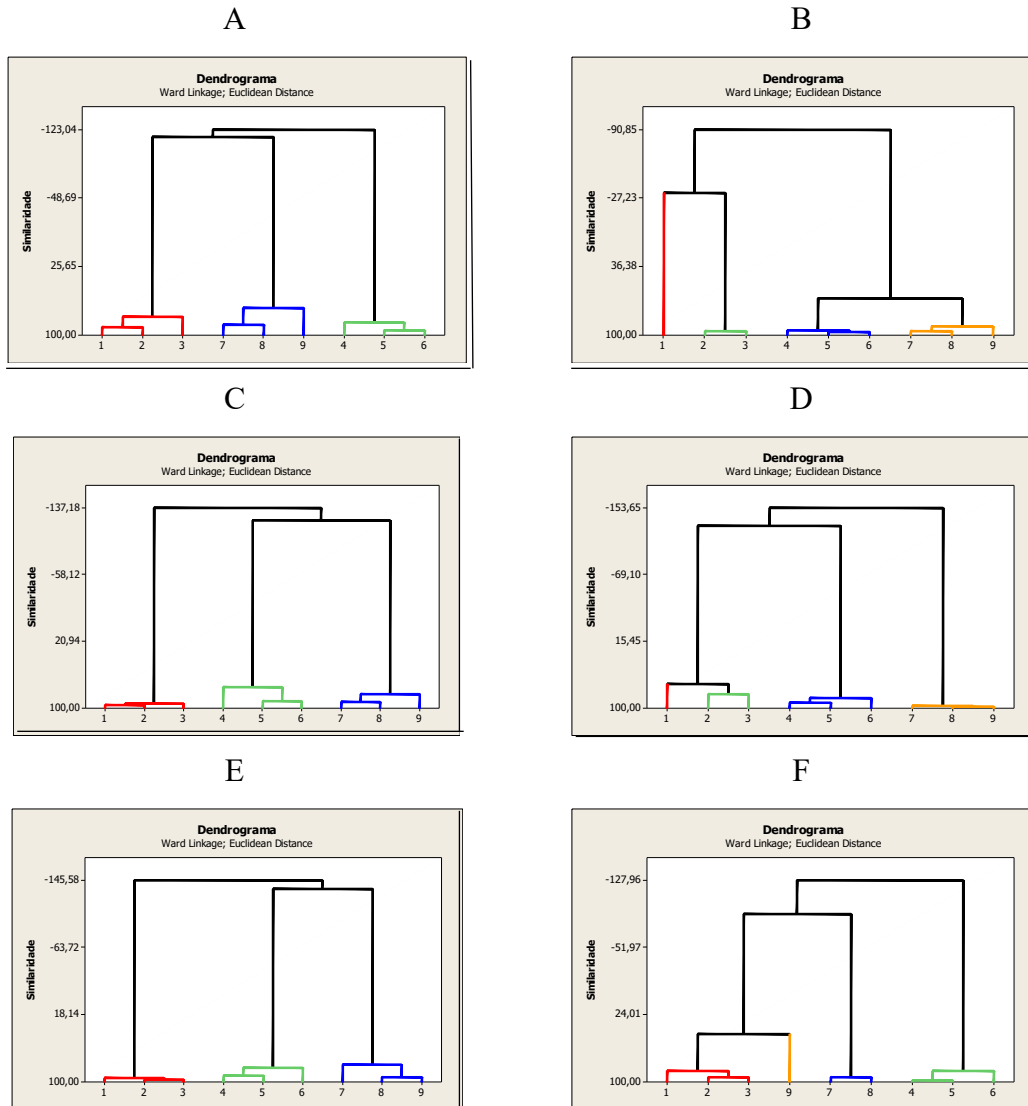 A
Dendrograma
Ward Linkage; Euclidean Distance
Similaridade
-123,04
-48,69
25,65
100,00
1 2 3 7 8 9 4 5 6
B
Dendrograma
Ward Linkage; Euclidean Distance
Similaridade
-90,85
-27,23
36,38
100,00
1 2 3 4 5 6 7 8 9
C
Dendrograma
Ward Linkage; Euclidean Distance
Similaridade
-137,18
-58,12
20,94
100,00
1 2 3 4 5 6 7 8 9
D
Dendrograma
Ward Linkage; Euclidean Distance
Similaridade
-153,65
-69,10
15,45
100,00
1 2 3 4 5 6 7 8 9
E
Dendrograma
Ward Linkage; Euclidean Distance
Similaridade
-145,58
-63,72
18,14
100,00
1 2 3 4 5 6 7 8 9
F
Dendrograma
Ward Linkage; Euclidean Distance
Similaridade
-127,96
-51,97
24,01
100,00
1 2 3 9 7 8 4 5 6